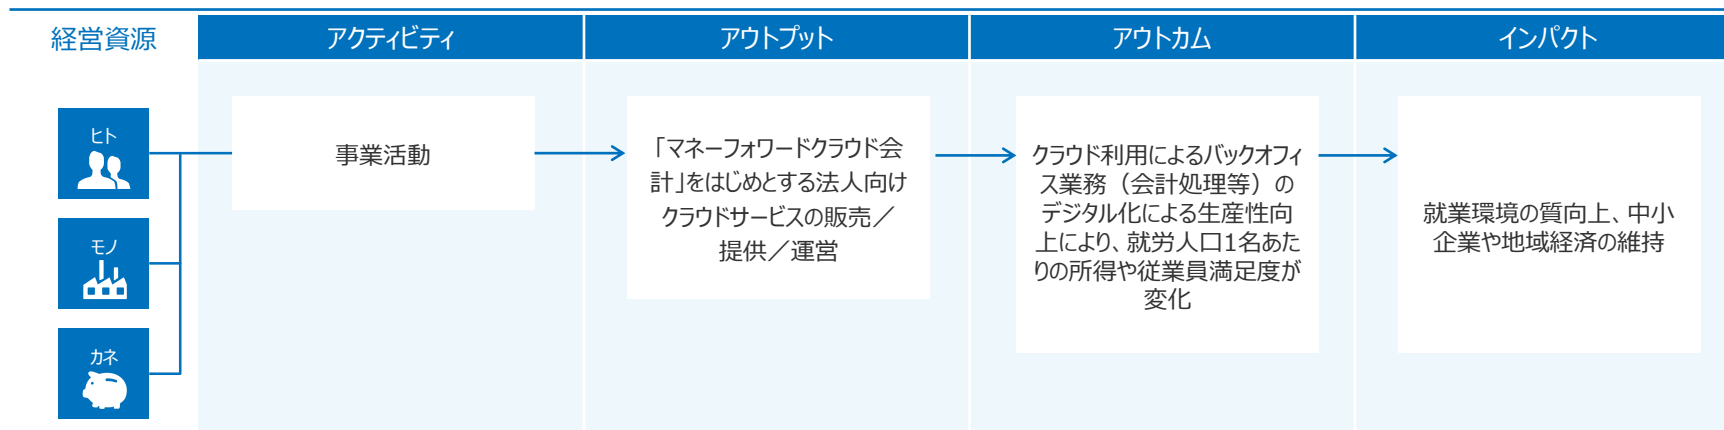 経営資源
アクティビティ
アウトプット
アウトカム
インパクト
ヒト
モノ
カネ
事業活動
「マネーフォワードクラウド会
計」をはじめとする法人向け
クラウドサービスの販売／
提供／運営
クラウド利用によるバックオフィ
ス業務（会計処理等）の
デジタル化による生産性向
上により、就労人口1名あた
りの所得や従業員満足度が
変化
就業環境の質向上、中小
企業や地域経済の維持